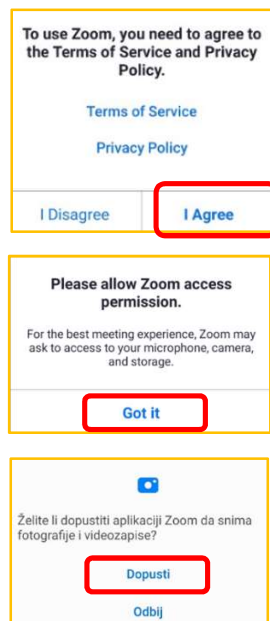 To use Zoom, you need to agree to
the Terms of Service and Privacy
Policy.
Terms of Service
Privacy Policy
I Disagree
I Agree
Please allow Zoom access
permission.
For the best meeting experience, Zoom may
ask to access to your microphone, camera,
and storage.
Got it
Želite li dopustiti aplikaciji Zoom da snima
fotografije i videozapise?
Dopusti
Odbij